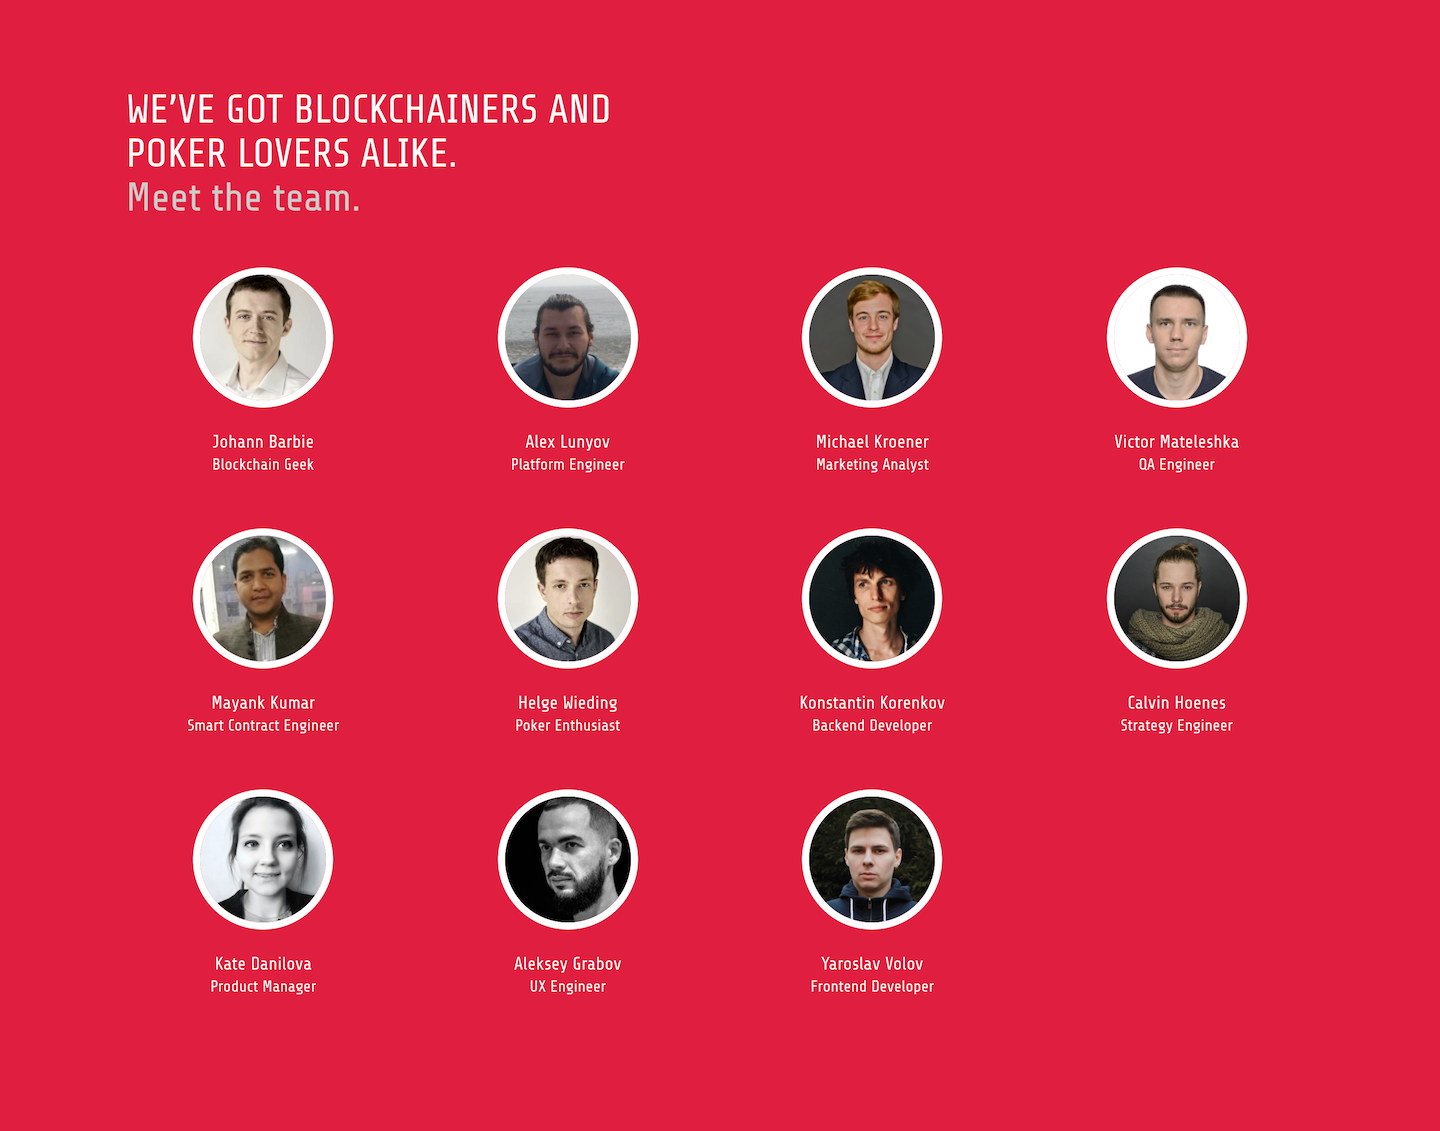 WE'VE GOT BLOCKCHAINERS AND
POKER LOVERS ALIKE.
Meet the team.
Johann Barbie
Blockchain Geek
Alex Lunyov
Platform Engineer
Michael Kroener
Marketing Analyst
Victor Mateleshka
QA Engineer
Mayank Kumar
Smart Contract Engineer
Helge Wieding
Poker Enthusiast
Konstantin Korenkov
Backend Developer
Calvin Hoenes
Strategy Engineer
Kate Danilova
Product Manager
Aleksey Grabov
UX Engineer
Yaroslav Volov
Frontend Developer